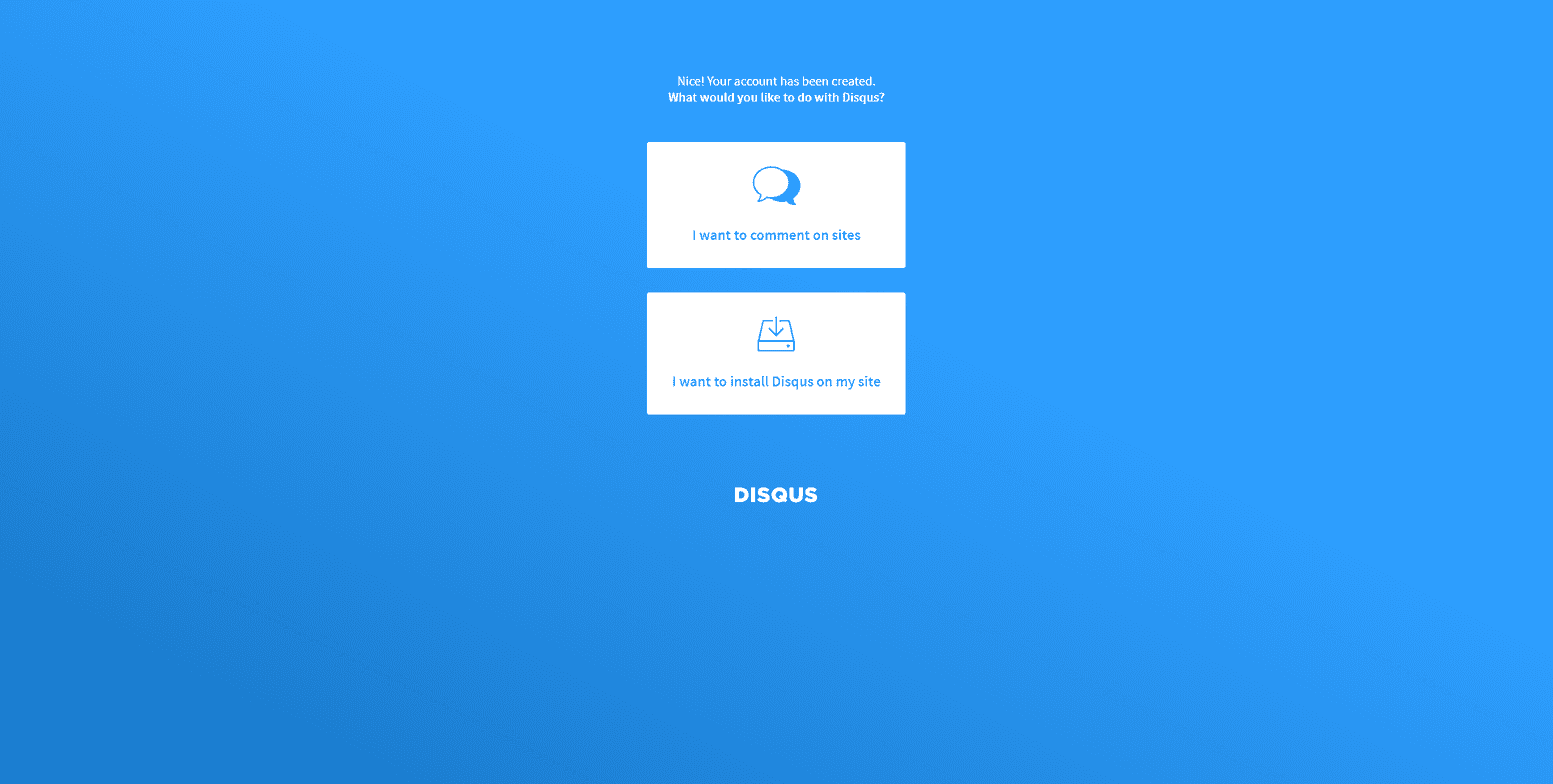 Nice! Your account has been created.
What would you like to do with Disqus?
I want to comment on sites
I want to install Disqus on my site
DISQUS